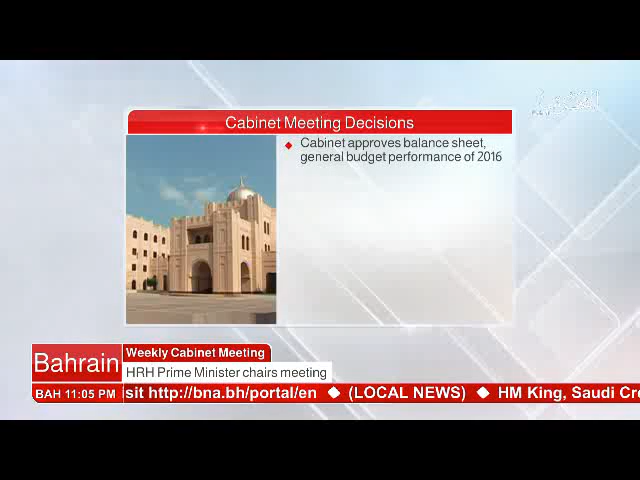 Cabinet Meeting Decisions
Cabinet approves balance sheet,
general budget performance of 2016
Bahrain
Weekly Cabinet Meeting
HRH Prime Minister chairs meeting
BAH 11:05 PM
sit http://bna.bh/portal/en ◆ (LOCAL NEWS) ◆ HM King, Saudi Cr